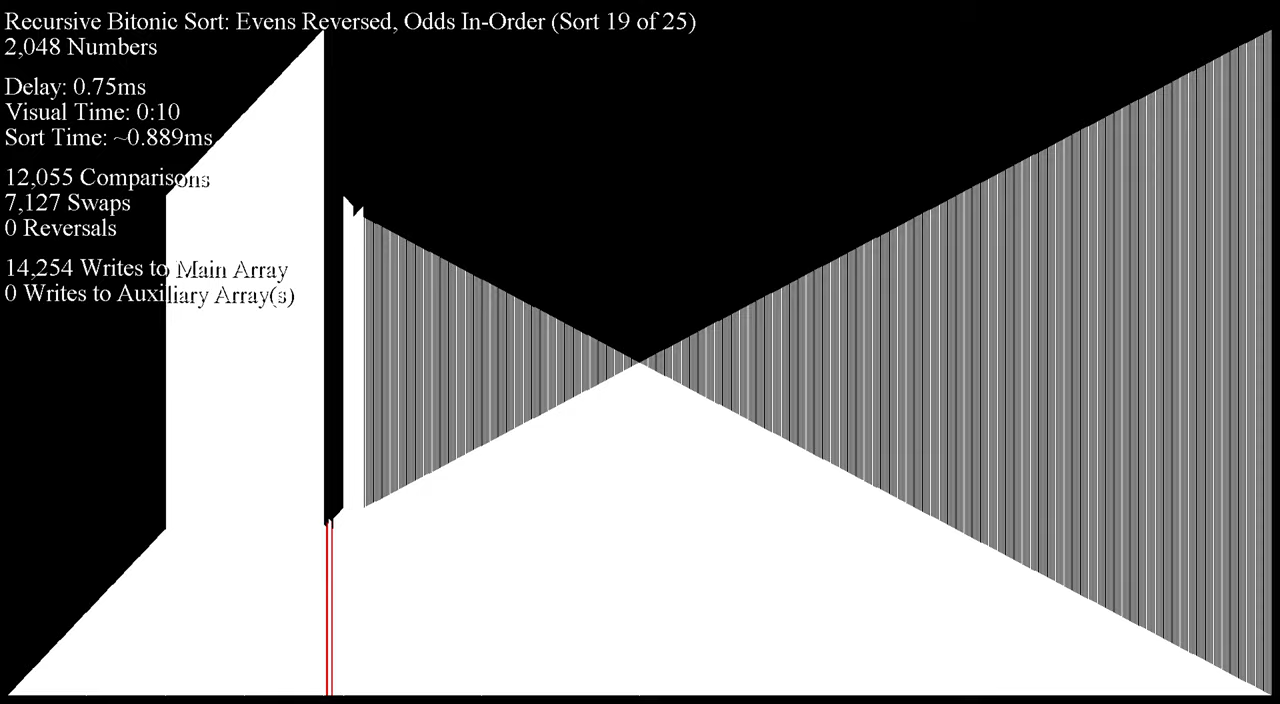 Recursive Bitonic Sort: Evens Reversed, Odds In-Order (Sort 19 of 25)
2,048 Numbers
Delay: 0.75ms
Visual Time: 0:10
Sort Time: ~0.889ms
12,055 Comparisons
7,127 Swaps
0 Reversals
14,254 Writes to Main Array
0 Writes to Auxiliary Array(s)